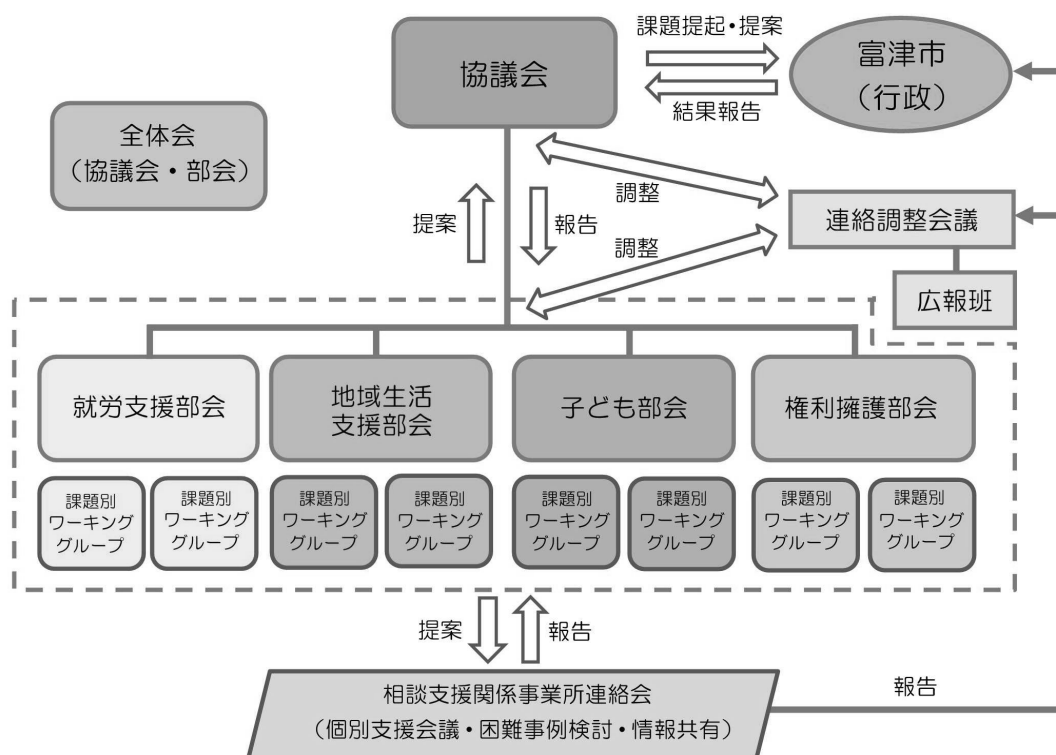 協議会
課題提起・提案
結果報告
富津市
（行政）
全体会
（協議会・部会）
提案
報告
調整
調整
連絡調整会議
広報班
就労支援部会
地域生活
支援部会
子ども部会
権利擁護部会
課題別
ワーキング
グループ
課題別
ワーキング
グループ
課題別
ワーキング
グループ
課題別
ワーキング
グループ
課題別
ワーキング
グループ
課題別
ワーキング
グループ
課題別
ワーキング
グループ
課題別
ワーキング
グループ
提案
報告
相談支援関係事業所連絡会
（個別支援会議・困難事例検討・情報共有）
報告